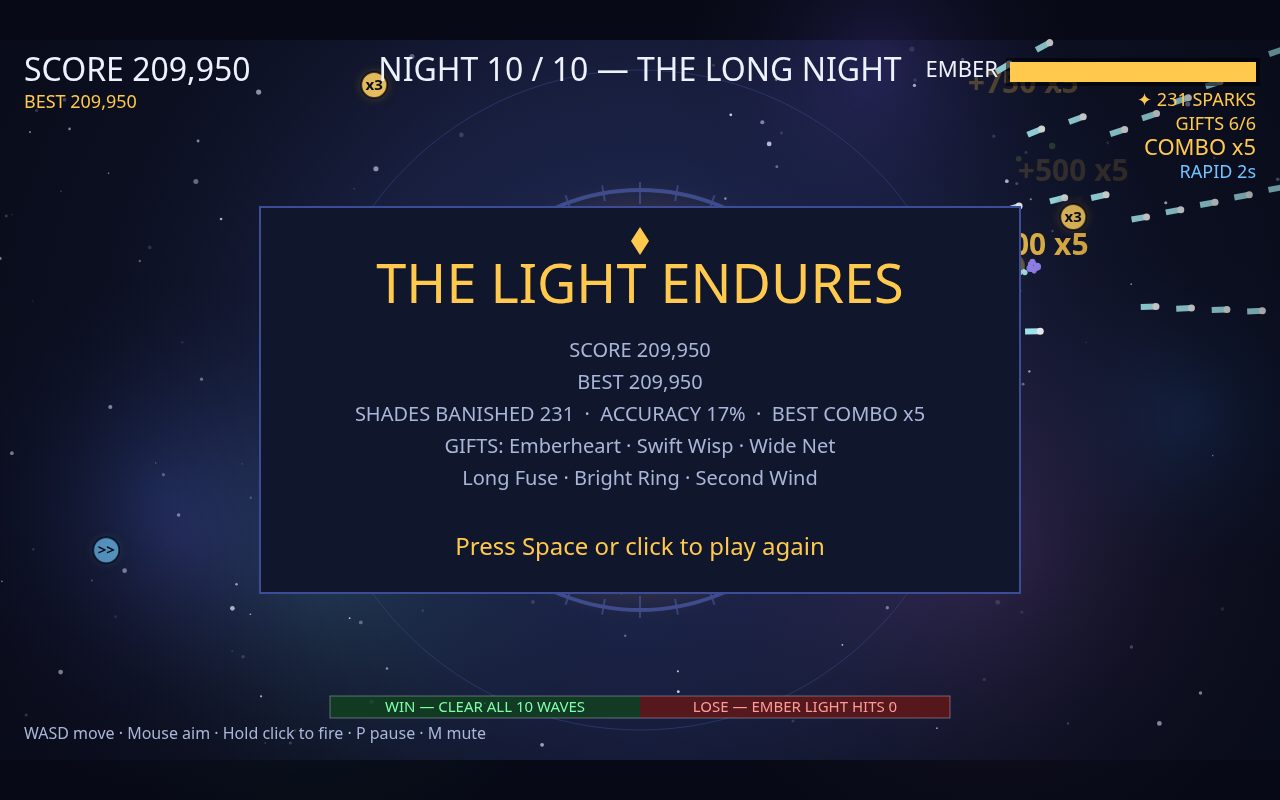 SCORE 209,950
BEST 209,950
x3
NIGHT 10 / 10 — THE LONG NIGHT
EMBER
+750 x5
✦ 231 SPARKS
GIFTS 6/6
COMBO x5
RAPID 2s
+500 x5
x3
00 x5
♦
THE LIGHT ENDURES
SCORE 209,950
BEST 209,950
SHADES BANISHED 231 · ACCURACY 17% · BEST COMBO x5
GIFTS: Emberheart · Swift Wisp · Wide Net
Long Fuse · Bright Ring · Second Wind
Press Space or click to play again
>>
WIN — CLEAR ALL 10 WAVES
LOSE — EMBER LIGHT HITS 0
WASD move · Mouse aim · Hold click to fire · P pause · M mute